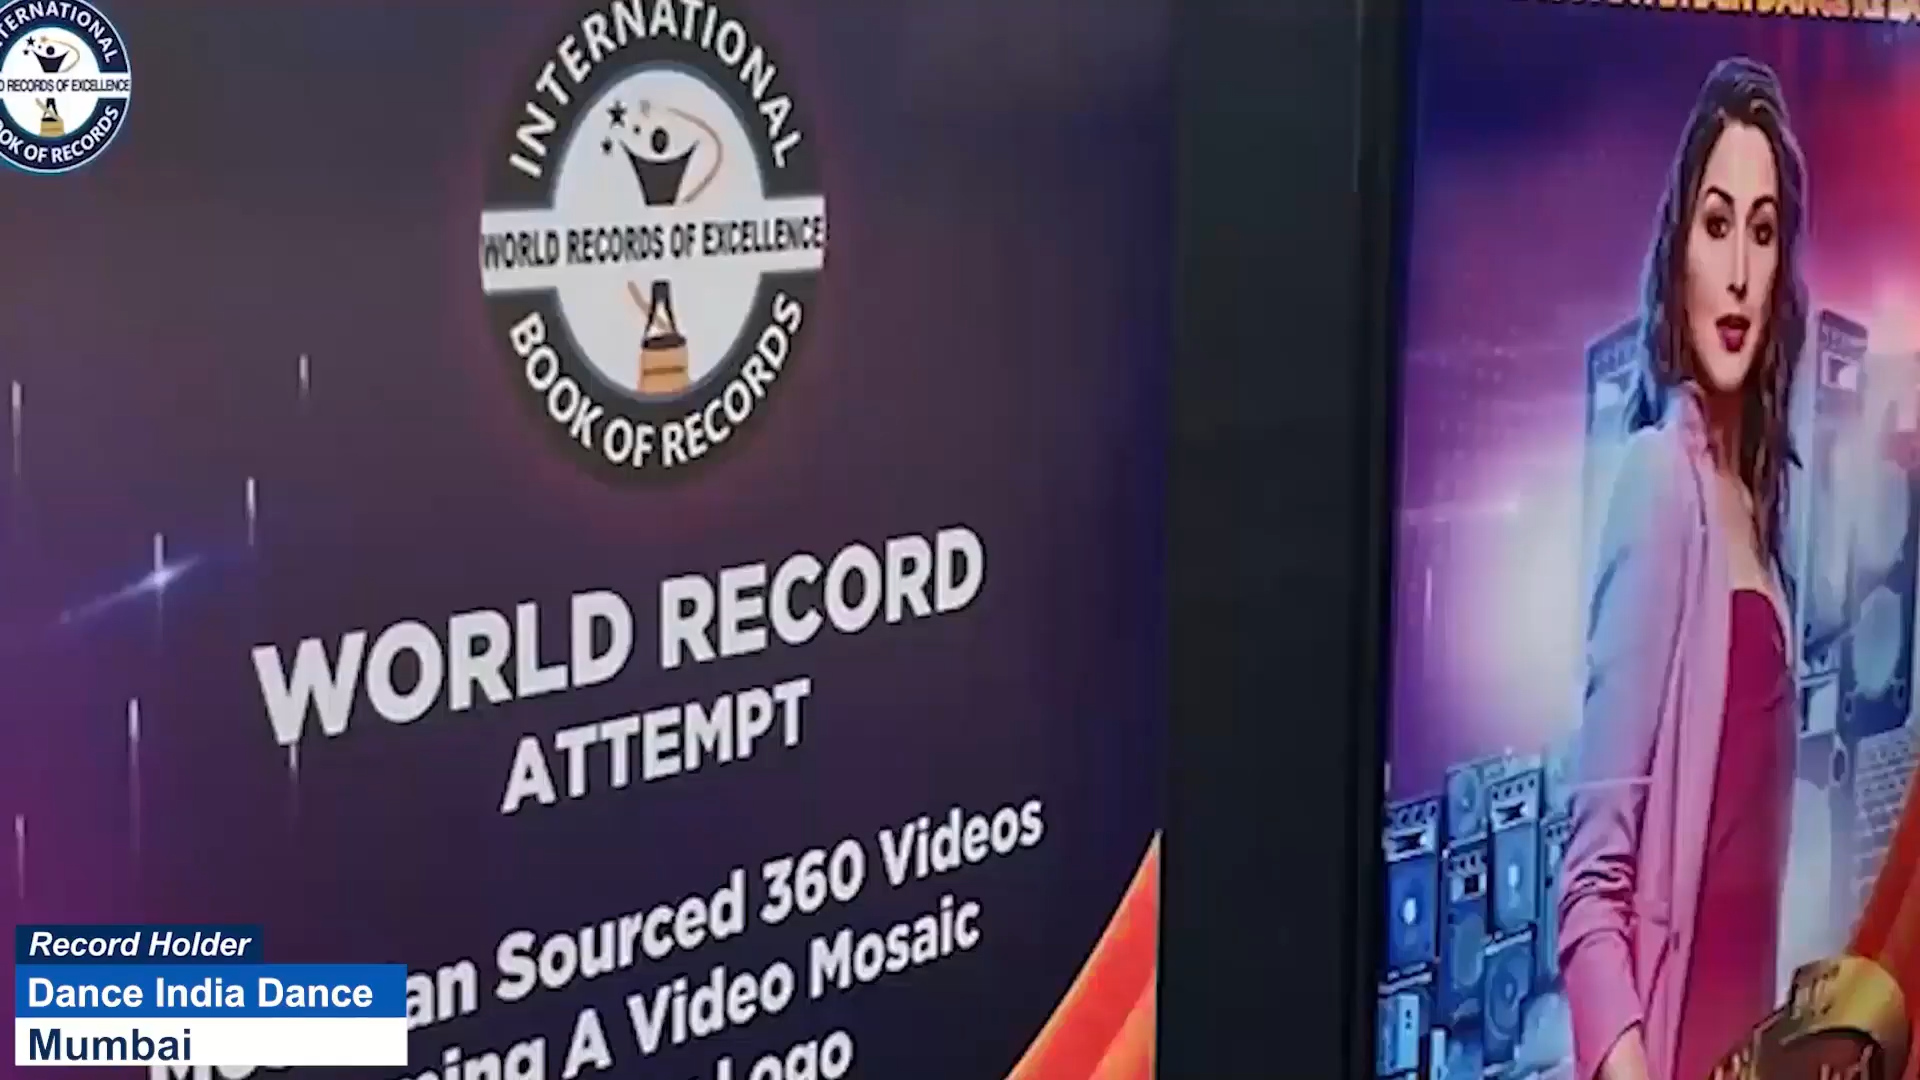 INTERNATIONAL
WORLD RECORDS OF EXCELLENCE
BOOK OF RECORDS
WORLD RECORD
ATTEMPT
Sourced 360 Videos
A Video Mosaic
Logo
RECORDS OF EXCELLENCE
OF RECORDS
Record Holder
Dance India Dance
Mumbai